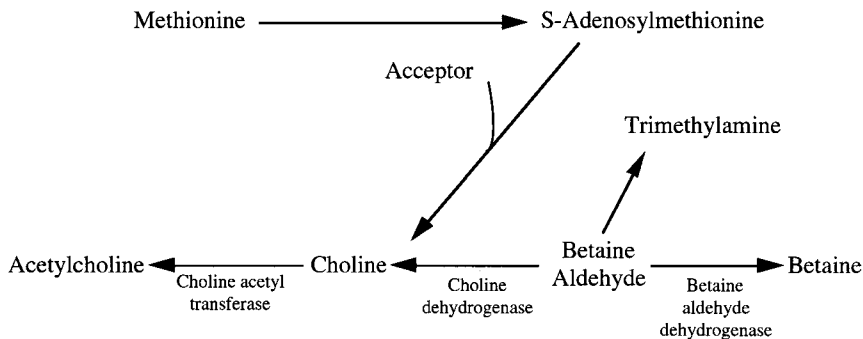 Methionine
S-Adenosylmethionine
Acceptor
Trimethylamine
Acetylcholine
Choline acetyl
transferase
Choline
Choline
dehydrogenase
Betaine
Aldehyde
Betaine
aldehyde
dehydrogenase
Betaine